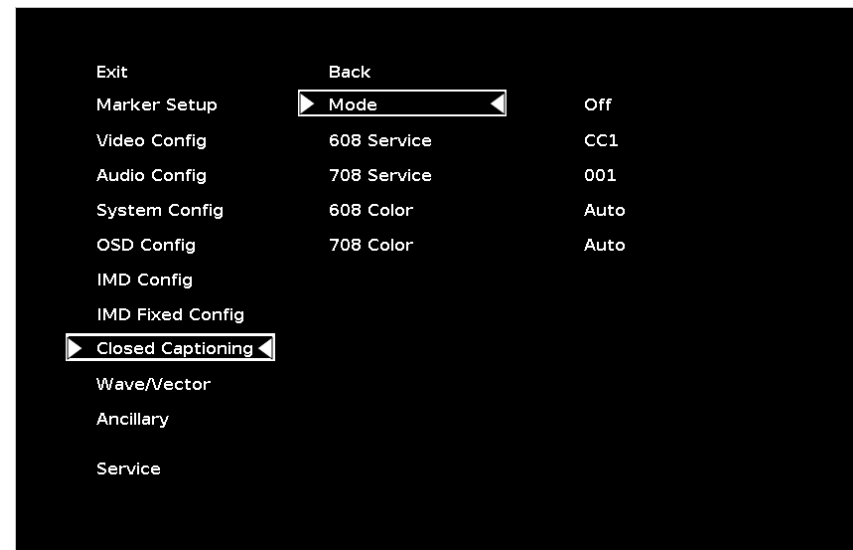 Exit Back
Marker Setup Mode Off
Video Config 608 Service CC1
Audio Config 708 Service 001
System Config 608 Color Auto
OSD Config 708 Color Auto
IMD Config
IMD Fixed Config
Closed Captioning
Wave/Vector
Ancillary
Service